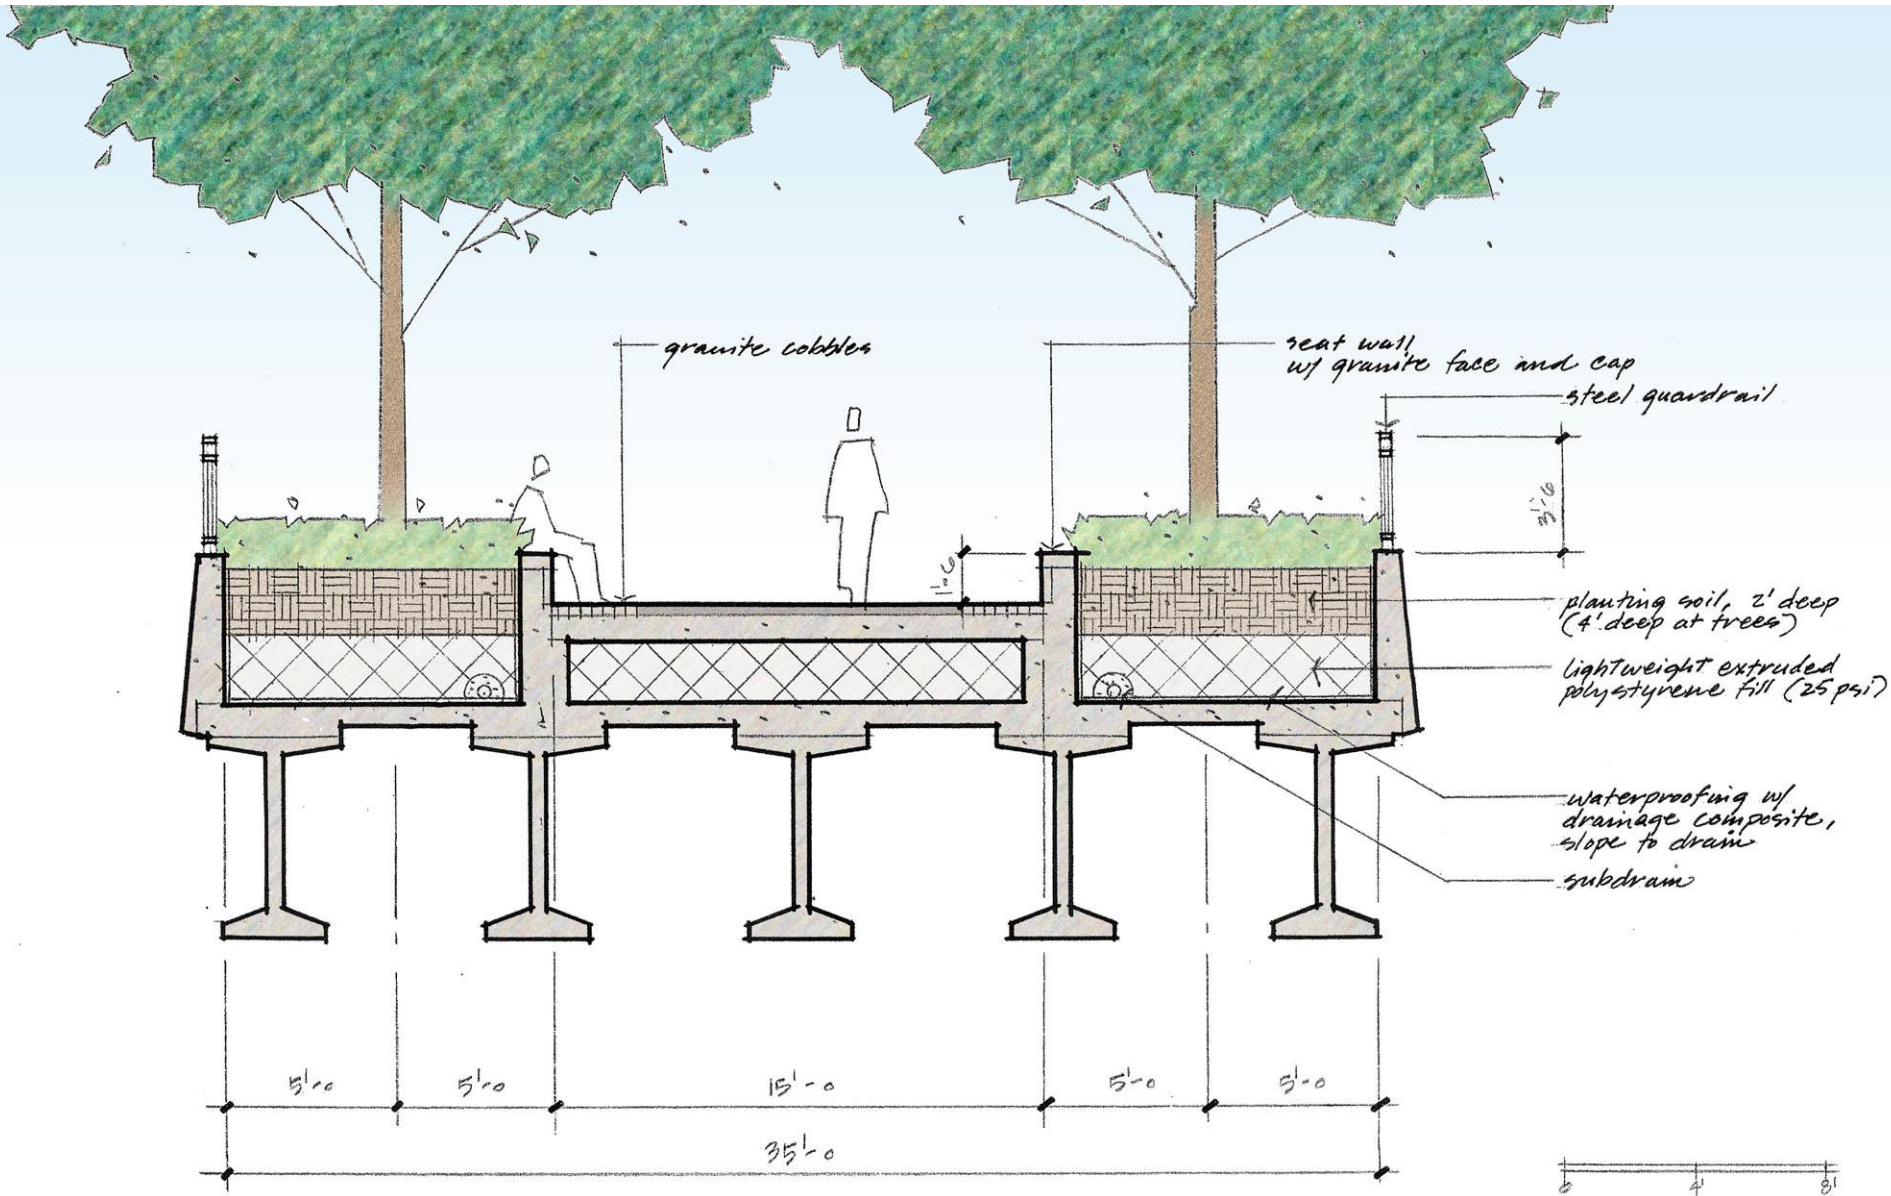 granite cobbles
seat wall
w/ granite face and cap
steel guardrail
3'-6
1'-6
planting soil, 2' deep
(4' deep at trees)
lightweight extruded
polystyrene fill (25 psi)
waterproofing w/
drainage composite,
slope to drain
subdrain
5'-0
5'-0
15'-0
5'-0
5'-0
35'-0
0 4' 8'